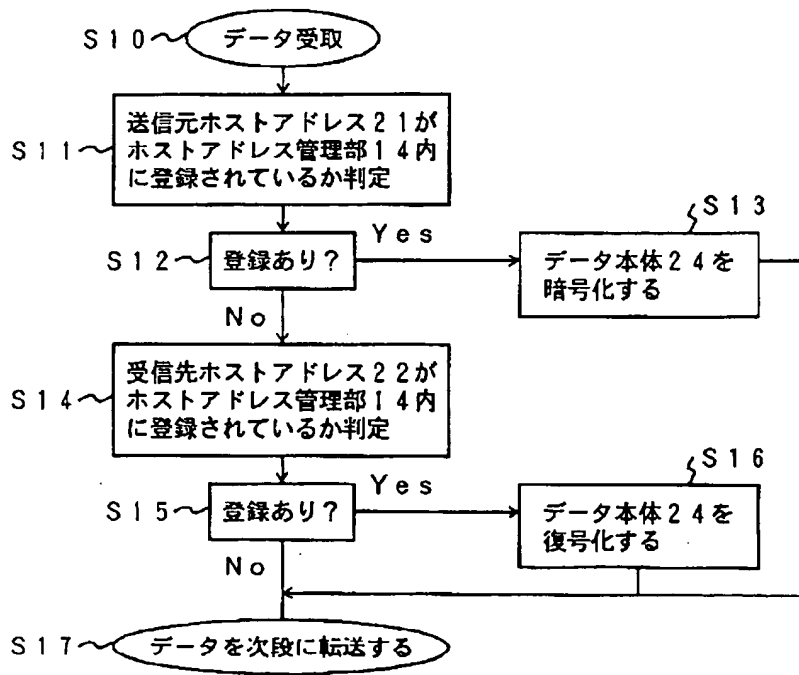 S10 データ受取
S11 送信元ホストアドレス21が
ホストアドレス管理部14内
に登録されているか判定
S12 登録あり?
Yes
S13
データ本体24を
暗号化する
No
S14 受信先ホストアドレス22が
ホストアドレス管理部14内
に登録されているか判定
S15 登録あり?
Yes
S16
データ本体24を
復号化する
No
S17 データを次段に転送する